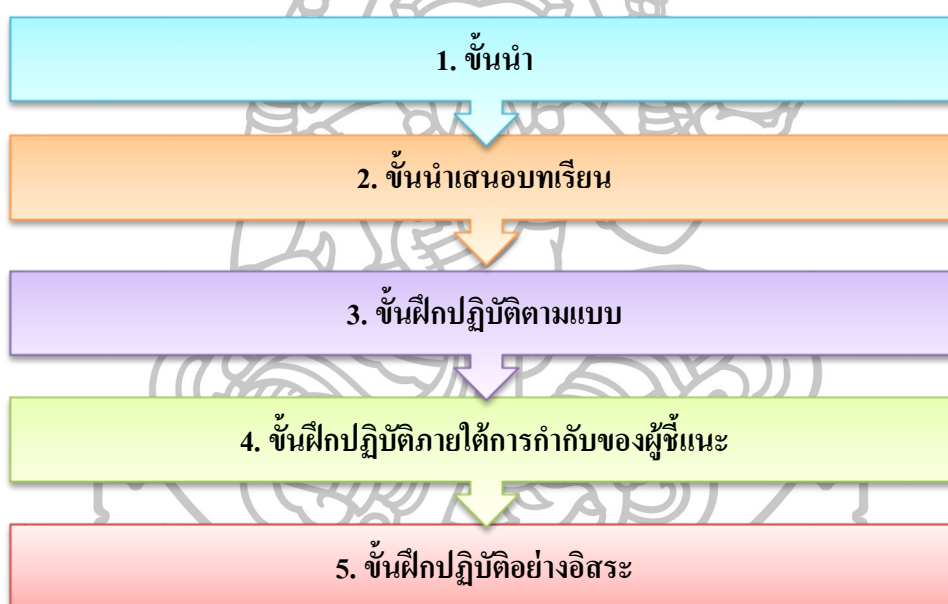 1. ขั้นนำ
2. ขั้นนำเสนอบทเรียน
3. ขั้นฝึกปฏิบัติตามแบบ
4. ขั้นฝึกปฏิบัติภายใต้การกำกับของผู้ชี้แนะ
5. ขั้นฝึกปฏิบัติอย่างอิสระ